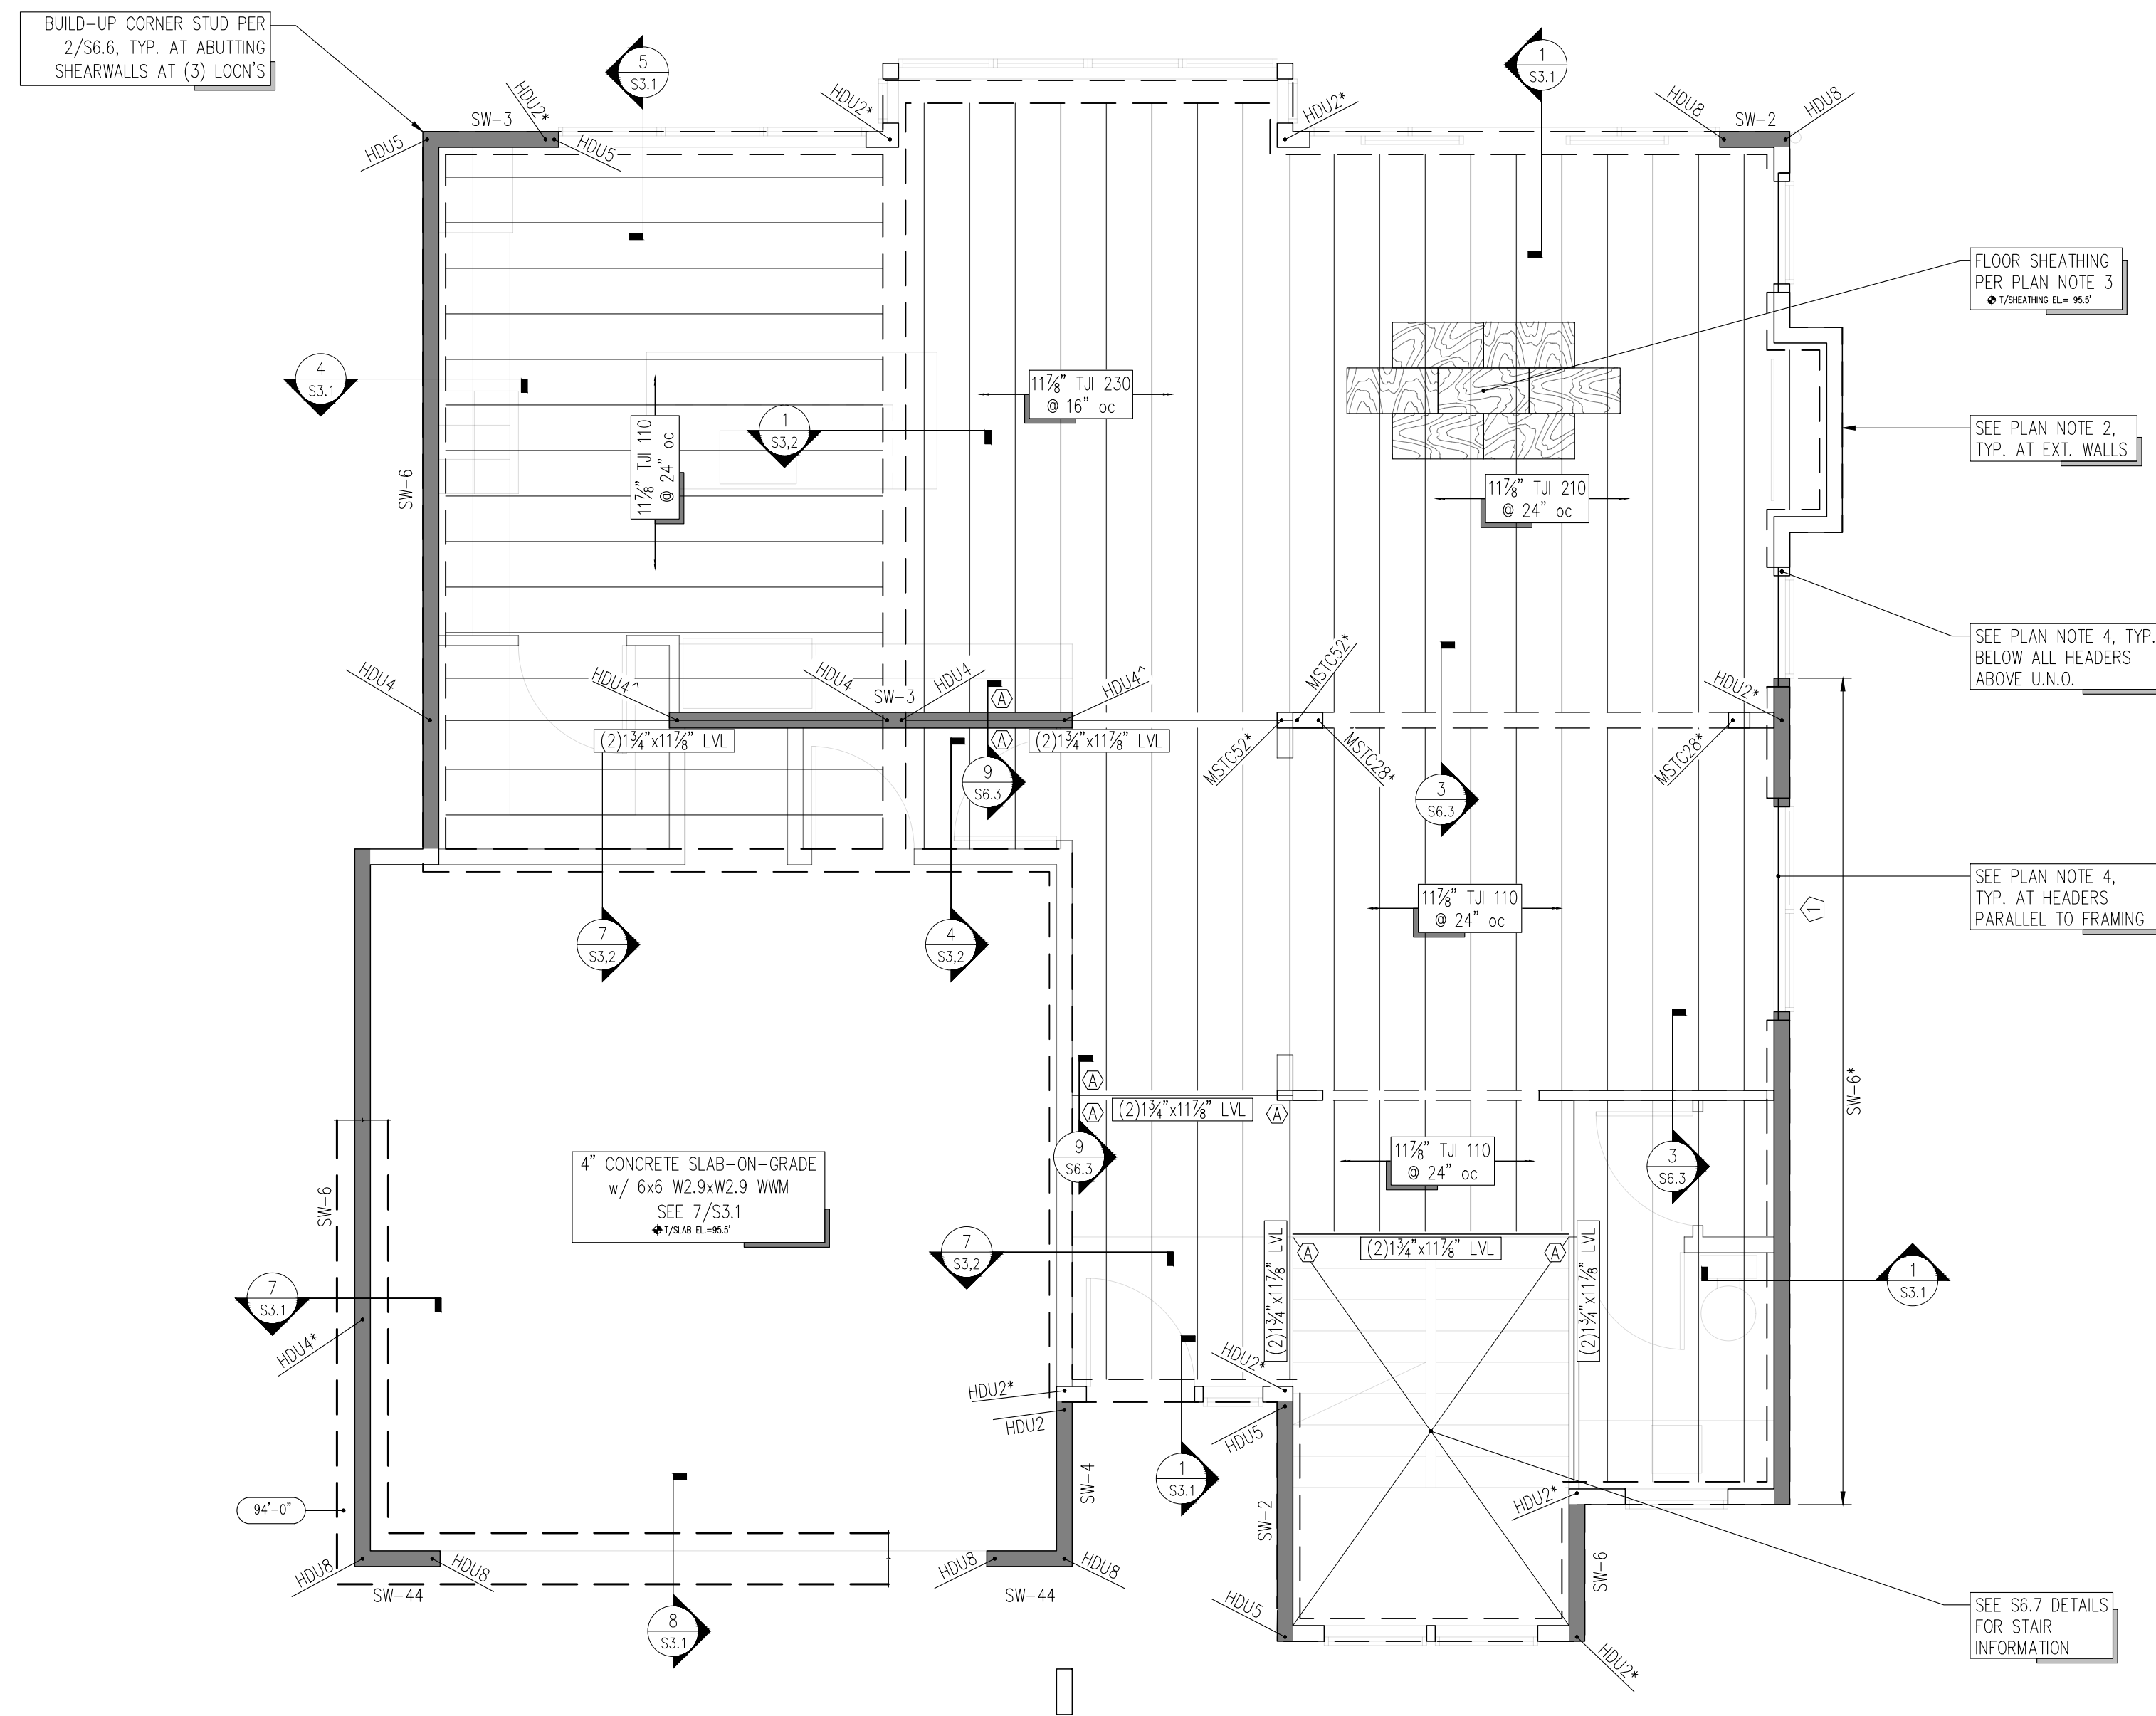 BUILD-UP CORNER STUD PER
2/S6.6, TYP. AT ABUTTING
SHEARWALLS AT (3) LOCN'S
5
S3.1
1
S3.1
SW-3
HDU2*
HDU5
HDU5
HDU2*
HDU2*
HDU8
SW-2
HDU8
FLOOR SHEATHING
PER PLAN NOTE 3
T/SHEATHING EL.= 95.5'
4
S3.1
11⅞" TJI 230
@ 16" oc
1
S3,2
11⅞" TJI 110
@ 24" oc
SW-6
11⅞" TJI 210
@ 24" oc
SEE PLAN NOTE 2,
TYP. AT EXT. WALLS
SEE PLAN NOTE 4, TYP.
BELOW ALL HEADERS
ABOVE U.N.O.
HDU4
HDU4^
HDU4
SW-3
HDU4
A
HDU4^
MSTC52*
HDU2*
(2)1¾"x11⅞" LVL
A
(2)1¾"x11⅞" LVL
MSTC52*
MSTC28*
MSTC28*
9
S6.3
3
S6.3
11⅞" TJI 110
@ 24" oc
SEE PLAN NOTE 4,
TYP. AT HEADERS
PARALLEL TO FRAMING
1
7
S3,2
4
S3,2
A
A
(2)1¾"x11⅞" LVL
A
SW-6*
9
S6.3
11⅞" TJI 110
@ 24" oc
3
S6.3
4" CONCRETE SLAB-ON-GRADE
w/ 6x6 W2.9xW2.9 WWM
SEE 7/S3.1
T/SLAB EL.=95.5'
SW-6
7
S3,2
(2)1¾"x11⅞" LVL
A
(2)1¾"x11⅞" LVL
A
(2)1¾"x11⅞" LVL
7
S3.1
1
S3.1
HDU4*
HDU2*
HDU2*
HDU2
HDU5
SW-4
1
S3.1
SW-2
HDU2*
94'-0"
HDU8
HDU8
SW-44
HDU8
HDU8
SW-44
SW-6
8
S3.1
HDU5
HDU2*
SEE S6.7 DETAILS
FOR STAIR
INFORMATION